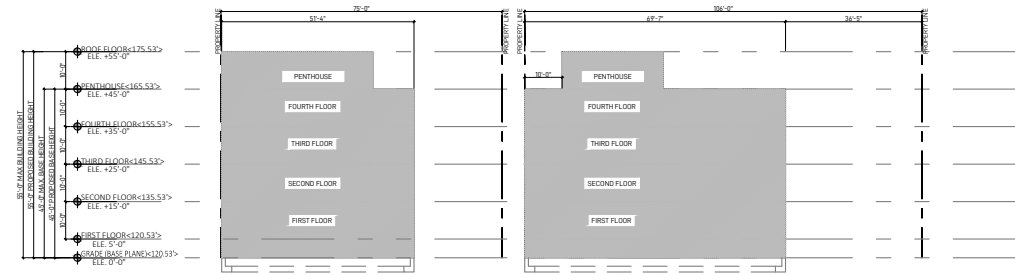 75'-0"
51'-4"
106'-0"
69'-7"
36'-5"
PROPERTY LINE
PROPERTY LINE
PROPERTY LINE
PROPERTY LINE
ROOF FLOOR<175.53'>
ELE. +55'-0"
PENTHOUSE<165.53'>
ELE. +45'-0"
FOURTH FLOOR<155.53'>
ELE. +35'-0"
THIRD FLOOR<145.53'>
ELE. +25'-0"
SECOND FLOOR<135.53'>
ELE. +15'-0"
FIRST FLOOR<120.53'>
ELE. 5'-0"
GRADE (BASE PLANE)<120.53'>
ELE. 0'-0"
10'-0"
10'-0"
10'-0"
10'-0"
10'-0"
55'-0" MAX BUILDING HEIGHT
55'-0" PROPOSED BUILDING HEIGHT
45'-0" MAX BASE HEIGHT
45'-0" PROPOSED BASE HEIGHT
PENTHOUSE
FOURTH FLOOR
THIRD FLOOR
SECOND FLOOR
FIRST FLOOR
10'-0"
PENTHOUSE
FOURTH FLOOR
THIRD FLOOR
SECOND FLOOR
FIRST FLOOR